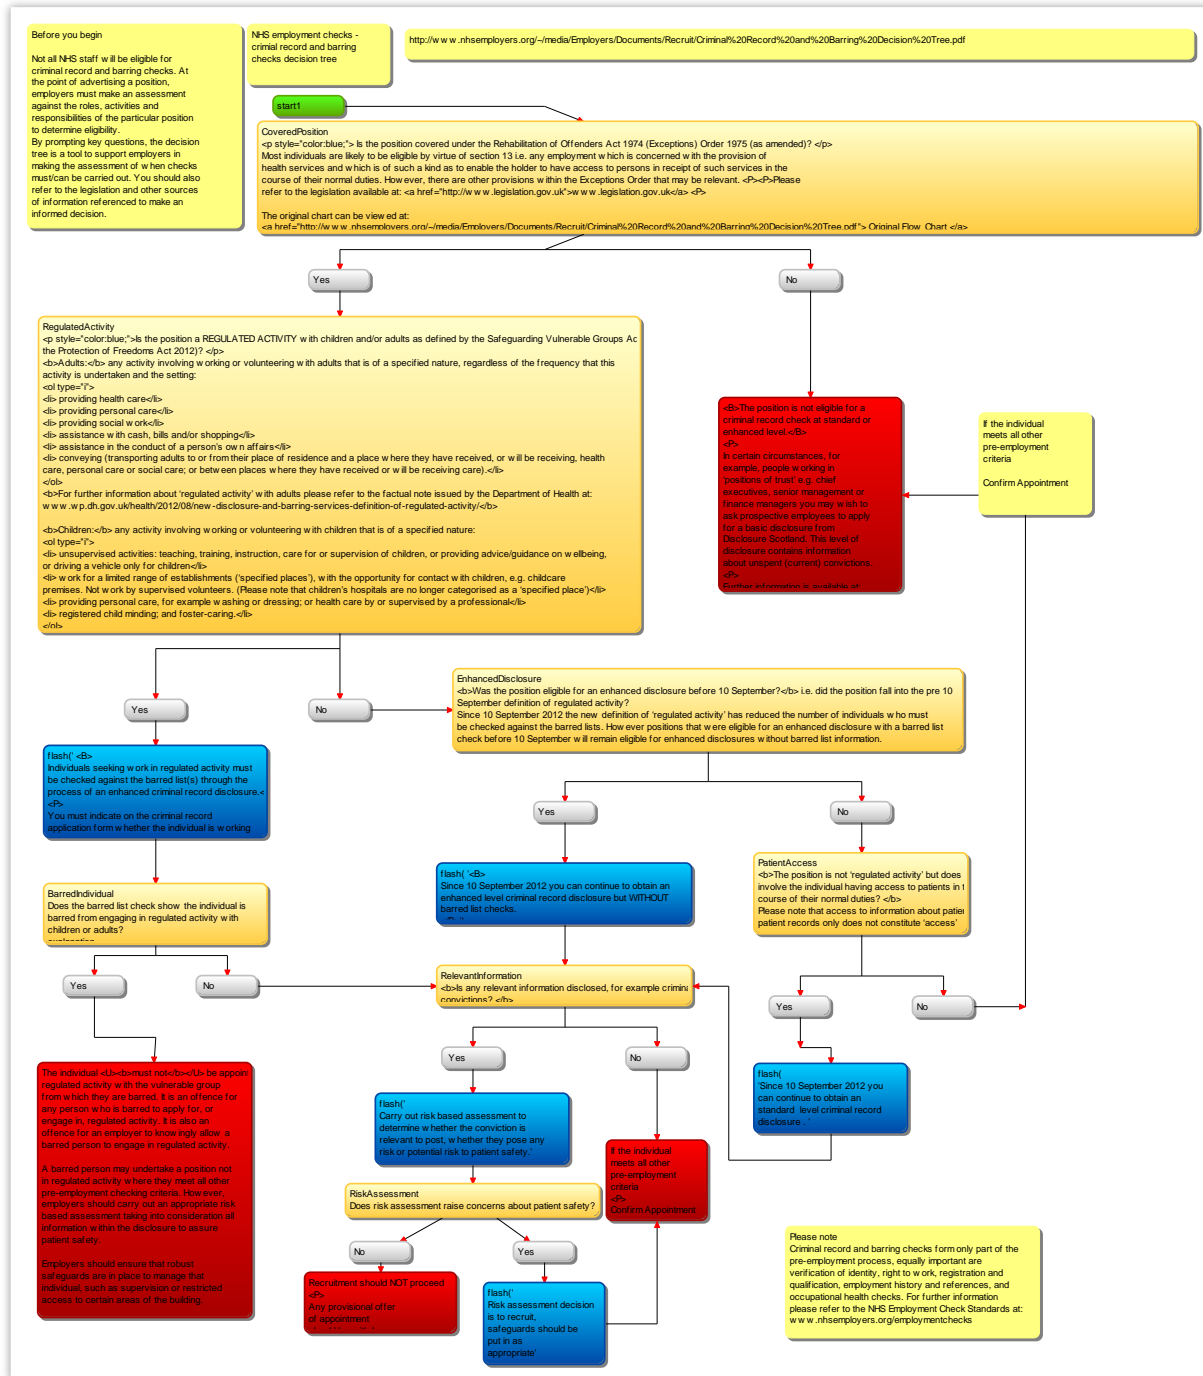 Before you begin
Not all NHS staff will be eligible for
criminal record and barring checks. At
the point of advertising a position,
employers must make an assessment
against the roles, activities and
responsibilities of the particular position
to determine eligibility.
By prompting key questions, the decision
tree is a tool to support employers in
making the assessment of when checks
must/can be carried out. You should also
refer to the legislation and other sources
of information referenced to make an
informed decision.
NHS employment checks -
crimial record and barring
checks decision tree
http://www.nhsemployers.org/~/media/Employers/Documents/Recruit/Criminal%20Record%20and%20Barring%20Decision%20Tree.pdf
start1
CoveredPosition
<p style="color:blue;"> Is the position covered under the Rehabilitation of Offenders Act 1974 (Exceptions) Order 1975 (as amended)? </p>
Most individuals are likely to be eligible by virtue of section 13 i.e. any employment which is concerned with the provision of
health services and which is of such a kind as to enable the holder to have access to persons in receipt of such services in the
course of their normal duties. However, there are other provisions within the Exceptions Order that may be relevant. <P><P>Please
refer to the legislation available at: <a href="http://www.legislation.gov.uk">www.legislation.gov.uk</a> <P>
The original chart can be viewed at:
<a href="http://www.nhsemployers.org/~/media/Employers/Documents/Recruit/Criminal%20Record%20and%20Barring%20Decision%20Tree.pdf"> Original Flow Chart </a>
Yes
No
RegulatedActivity
<p style="color:blue;">Is the position a REGULATED ACTIVITY with children and/or adults as defined by the Safeguarding Vulnerable Groups Ac
the Protection of Freedoms Act 2012)? </p>
<b>Adults:</b> any activity involving working or volunteering with adults that is of a specified nature, regardless of the frequency that this
activity is undertaken and the setting:
<ol type="i">
<li> providing health care</li>
<li> providing personal care</li>
<li> providing social work</li>
<li> assistance with cash, bills and/or shopping</li>
<li> assistance in the conduct of a person's own affairs</li>
<li> conveying (transporting adults to or from their place of residence and a place where they have received, or will be receiving, health
care, personal care or social care; or between places where they have received or will be receiving care).</li>
</ol>
<b>For further information about 'regulated activity' with adults please refer to the factual note issued by the Department of Health at:
www.wp.dh.gov.uk/health/2012/08/new-disclosure-and-barring-services-definition-of-regulated-activity/</b>
<b>Children:</b> any activity involving working or volunteering with children that is of a specified nature:
<ol type="i">
<li> unsupervised activities: teaching, training, instruction, care for or supervision of children, or providing advice/guidance on wellbeing,
or driving a vehicle only for children</li>
<li> work for a limited range of establishments ('specified places'), with the opportunity for contact with children, e.g. childcare
premises. Not work by supervised volunteers. (Please note that children's hospitals are no longer categorised as a 'specified place')</li>
<li> providing personal care, for example washing or dressing; or health care by or supervised by a professional</li>
<li> registered child minding; and foster-caring.</li>
</ol>
<B>The position is not eligible for a
criminal record check at standard or
enhanced level.</B>
<P>
In certain circumstances, for
example, people working in
'positions of trust' e.g. chief
executives, senior management or
finance managers you may wish to
ask prospective employees to apply
for a basic disclosure from
Disclosure Scotland. This level of
disclosure contains information
about unspent (current) convictions.
<P>
Further information is available at:
If the individual
meets all other
pre-employment
criteria
Confirm Appointment
Yes
No
EnhancedDisclosure
<b>Was the position eligible for an enhanced disclosure before 10 September?</b> i.e. did the position fall into the pre 10
September definition of regulated activity?
Since 10 September 2012 the new definition of 'regulated activity' has reduced the number of individuals who must
be checked against the barred lists. However positions that were eligible for an enhanced disclosure with a barred list
check before 10 September will remain eligible for enhanced disclosures without barred list information.
flash(' <B>
Individuals seeking work in regulated activity must
be checked against the barred list(s) through the
process of an enhanced criminal record disclosure.<
<P>
You must indicate on the criminal record
application form whether the individual is working
Yes
No
BarredIndividual
Does the barred list check show the individual is
barred from engaging in regulated activity with
children or adults?
explanation
flash( '<B>
Since 10 September 2012 you can continue to obtain an
enhanced level criminal record disclosure but WITHOUT
barred list checks.
PatientAccess
<b>The position is not 'regulated activity' but does
involve the individual having access to patients in t
course of their normal duties? </b>
Please note that access to information about patien
patient records only does not constitute 'access'
Yes
No
RelevantInformation
<b>Is any relevant information disclosed, for example crimina
convictions? </b>
Yes
No
The individual <U><b>must not</b></U> be appoin
regulated activity with the vulnerable group
from which they are barred. It is an offence for
any person who is barred to apply for, or
engage in, regulated activity. It is also an
offence for an employer to knowingly allow a
barred person to engage in regulated activity.
A barred person may undertake a position not
in regulated activity where they meet all other
pre-employment checking criteria. However,
employers should carry out an appropriate risk
based assessment taking into consideration all
information within the disclosure to assure
patient safety.
Employers should ensure that robust
safeguards are in place to manage that
individual, such as supervision or restricted
access to certain areas of the building.
Yes
No
flash(
'Since 10 September 2012 you
can continue to obtain an
standard level criminal record
disclosure . '
flash('
Carry out risk based assessment to
determine whether the conviction is
relevant to post, whether they pose any
risk or potential risk to patient safety.'
If the individual
meets all other
pre-employment
criteria
<P>
Confirm Appointment
RiskAssessment
Does risk assessment raise concerns about patient safety?
No
Yes
Recruitment should NOT proceed
<P>
Any provisional offer
of appointment
flash('
Risk assessment decision
is to recruit,
safeguards should be
put in as
appropriate'
Please note
Criminal record and barring checks form only part of the
pre-employment process, equally important are
verification of identity, right to work, registration and
qualification, employment history and references, and
occupational health checks. For further information
please refer to the NHS Employment Check Standards at:
www.nhsemployers.org/employmentchecks